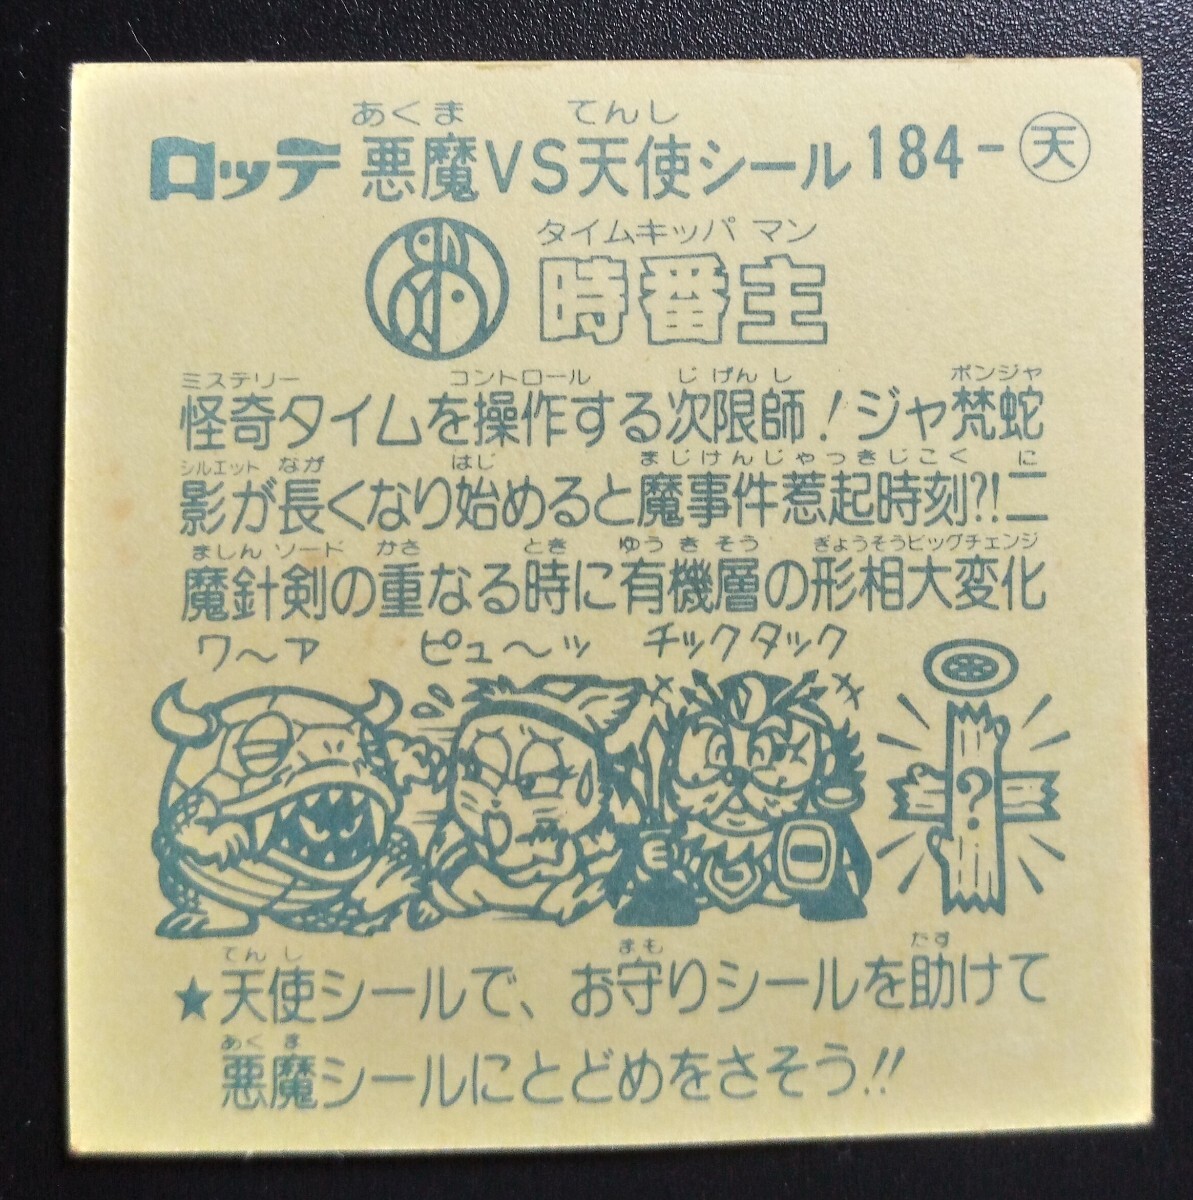 あくま てんし
ロッテ 悪魔VS天使シール 184-天
タイムキッパ マン
時番主
ミステリー コントロール じげんし ボンジャ
怪奇タイムを操作する次限師!ジャ梵蛇
シルエット なが はじ まじけんじゃっきじこく に
影が長くなり始めると魔事件惹起時刻?!二
ましん ソード かさ とき ゆうきそう ぎょうそうビッグチェンジ
魔針剣の重なる時に有機層の形相大変化
ワ〜ア ピュ〜ッ チックタック
?
E
てんし まも たす
★天使シールで、お守りシールを助けて
あくま
悪魔シールにとどめをさそう!!